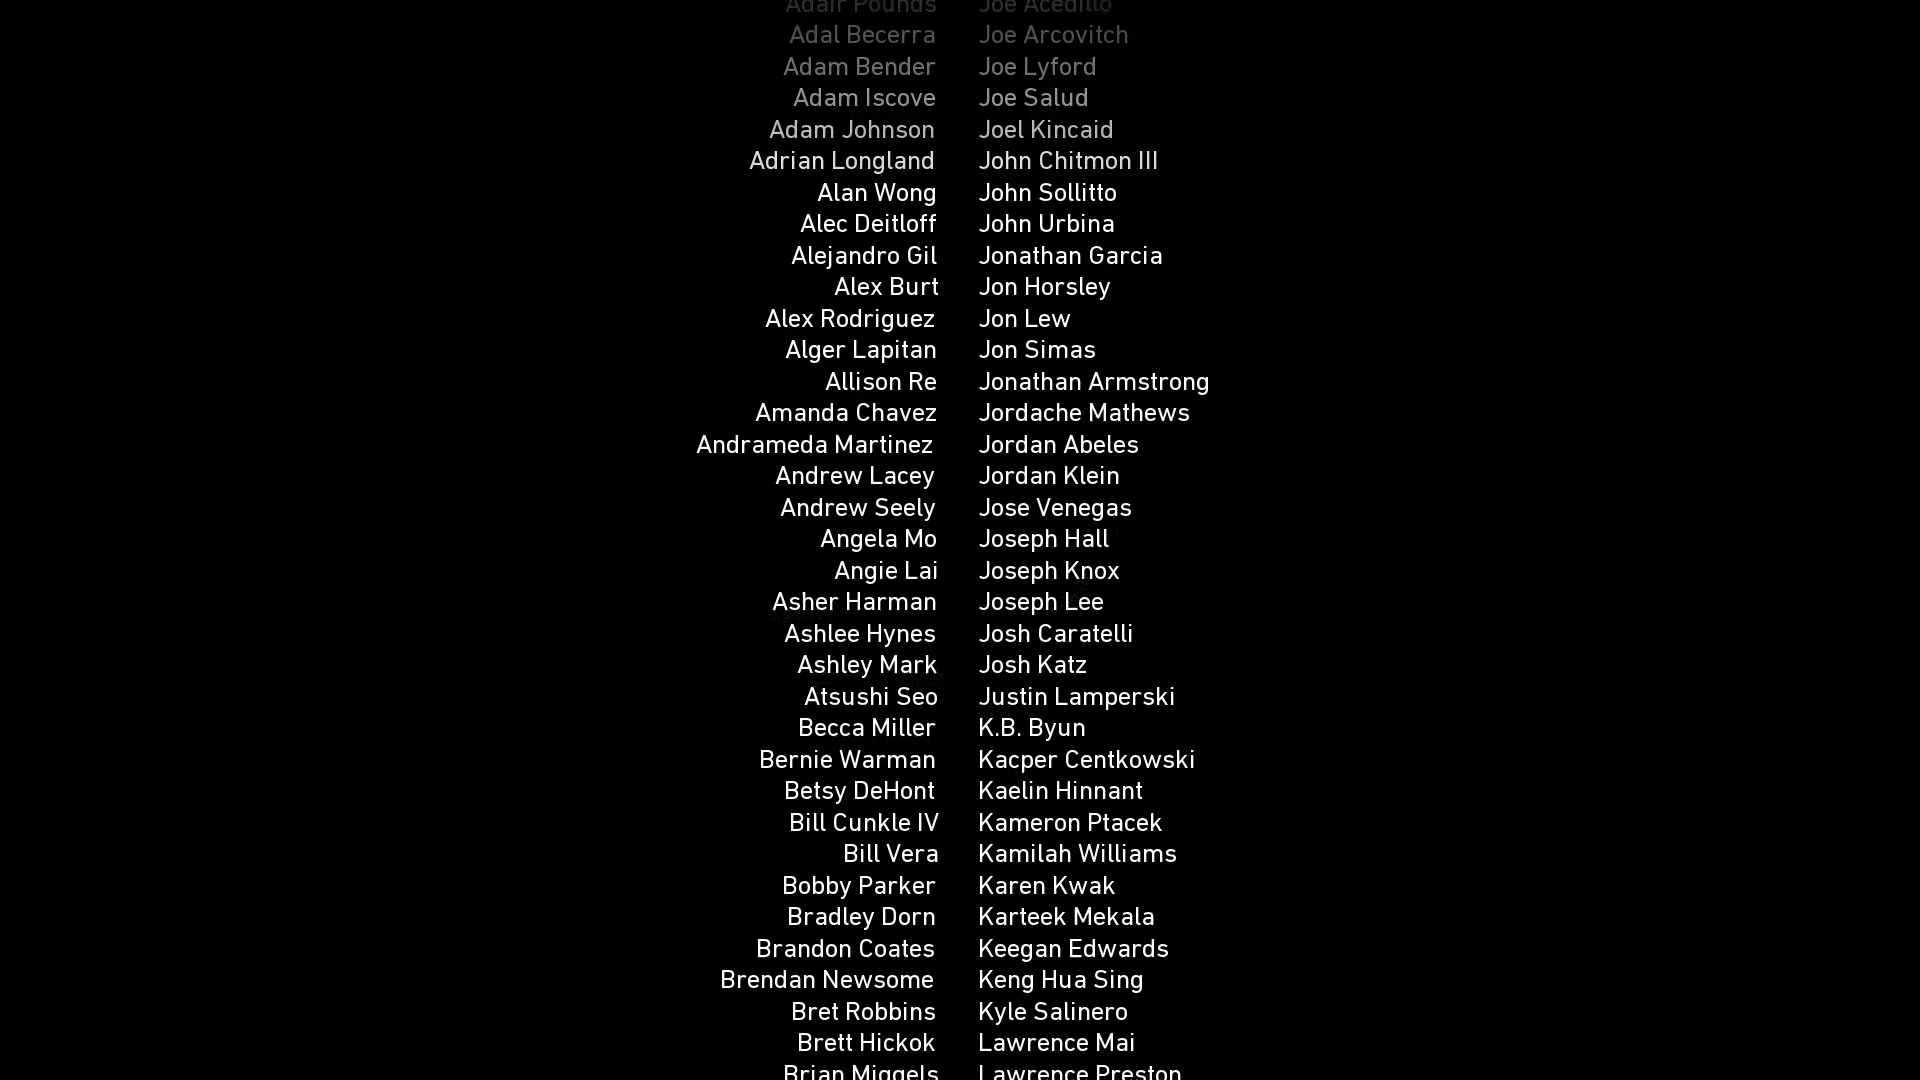 Adair Pounds Joe Acedillo
Adal Becerra Joe Arcovitch
Adam Bender Joe Lyford
Adam Iscove Joe Salud
Adam Johnson Joel Kincaid
Adrian Longland John Chitmon III
Alan Wong John Sollitto
Alec Deitloff John Urbina
Alejandro Gil Jonathan Garcia
Alex Burt Jon Horsley
Alex Rodriguez Jon Lew
Alger Lapitan Jon Simas
Allison Re Jonathan Armstrong
Amanda Chavez Jordache Mathews
Andrameda Martinez Jordan Abeles
Andrew Lacey Jordan Klein
Andrew Seely Jose Venegas
Angela Mo Joseph Hall
Angie Lai Joseph Knox
Asher Harman Joseph Lee
Ashlee Hynes Josh Caratelli
Ashley Mark Josh Katz
Atsushi Seo Justin Lamperski
Becca Miller K.B. Byun
Bernie Warman Kacper Centkowski
Betsy DeHont Kaelin Hinnant
Bill Cunkle IV Kameron Ptacek
Bill Vera Kamilah Williams
Bobby Parker Karen Kwak
Bradley Dorn Karteek Mekala
Brandon Coates Keegan Edwards
Brendan Newsome Keng Hua Sing
Bret Robbins Kyle Salinero
Brett Hickok Lawrence Mai
Brian Miggels Lawrence Preston